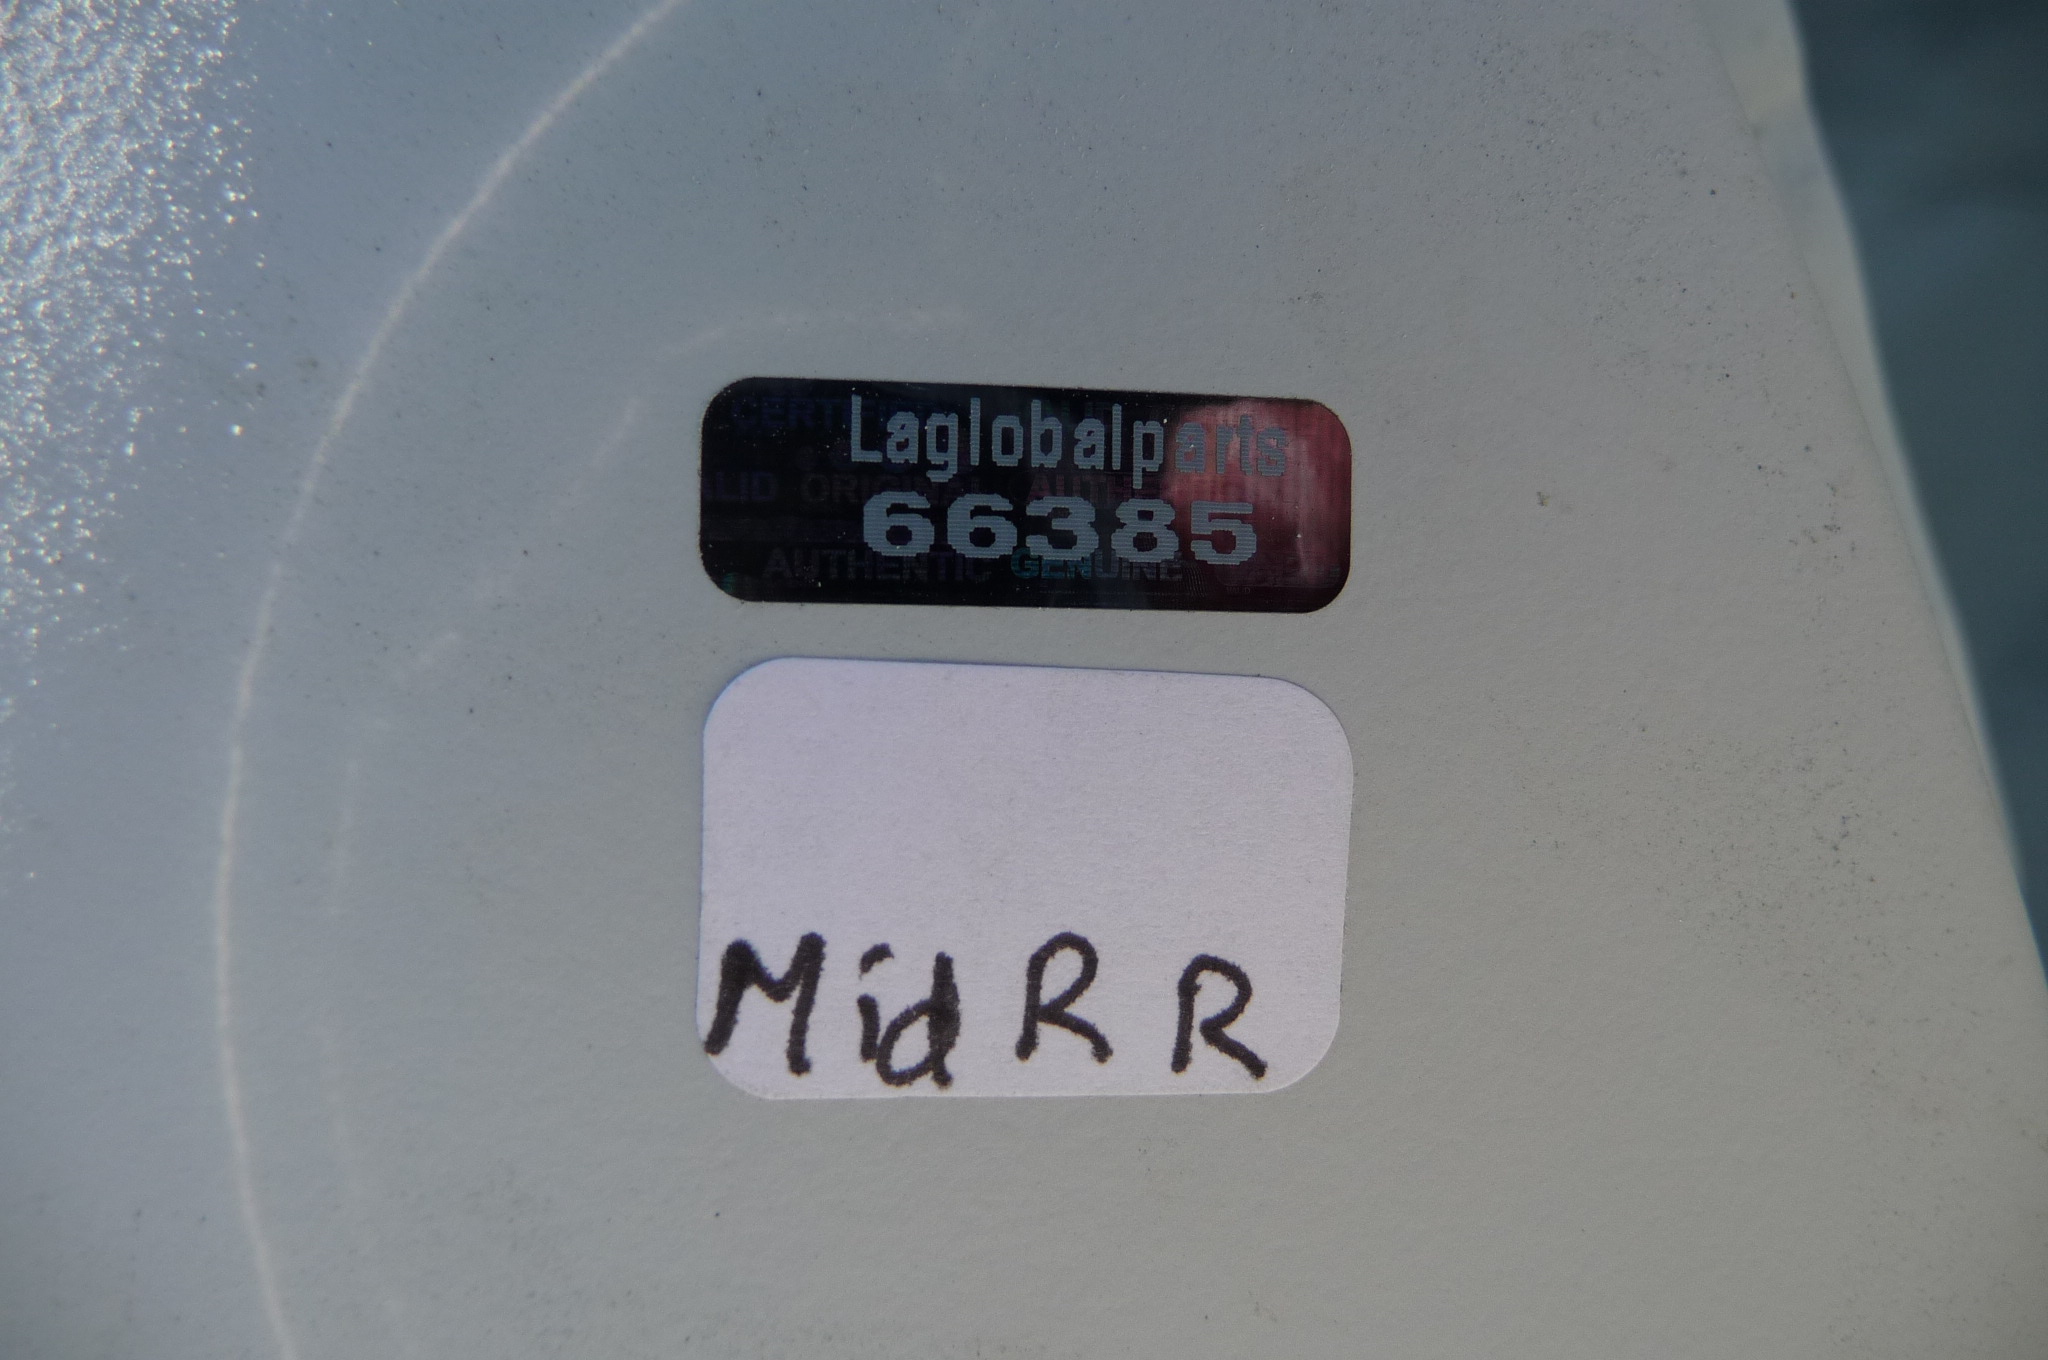 Laglobalparts
66385
AUTHENTIC GENUINE
Mid R R